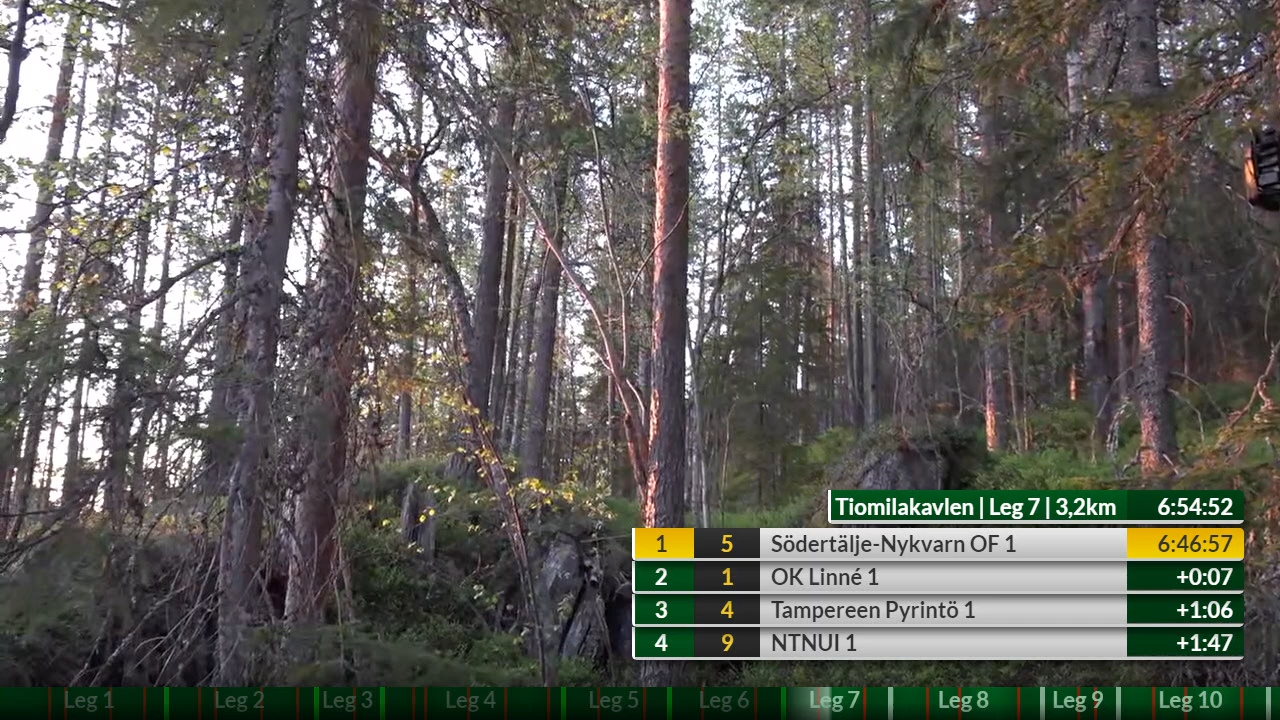 Tiomilakavlen | Leg 7 | 3,2km 6:54:52
1 5 Södertälje-Nykvarn OF 1 6:46:57
2 1 OK Linné 1 +0:07
3 4 Tampereen Pyrintö 1 +1:06
4 9 NTNUI 1 +1:47
Leg 1 Leg 2 Leg 3 Leg 4 Leg 5 Leg 6 Leg 7 Leg 8 Leg 9 Leg 10